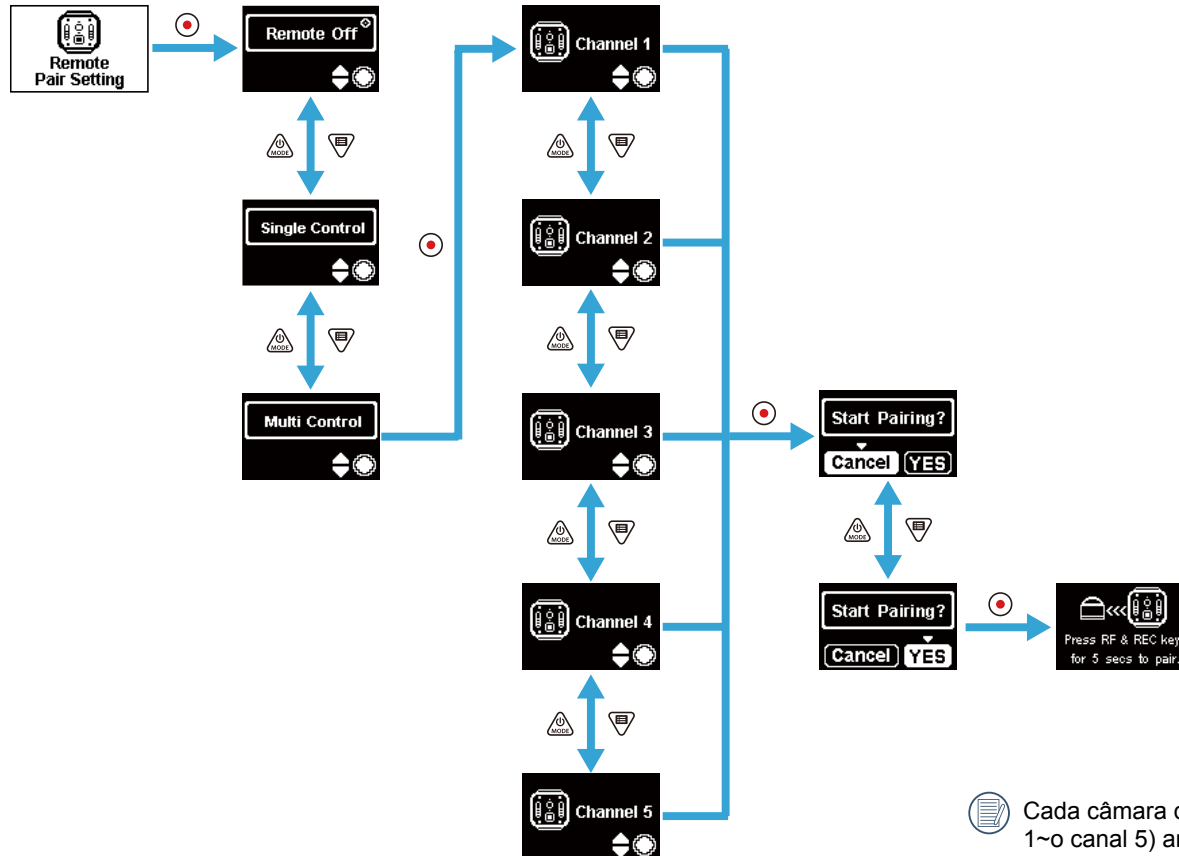 Remote
Pair Setting
Remote Off
MODE
Single Control
MODE
Multi Control
Channel 1
MODE
Channel 2
MODE
Channel 3
MODE
Channel 4
MODE
Channel 5
Start Pairing?
Cancel YES
MODE
Start Pairing?
Cancel YES
Press RF & REC key
for 5 secs to pair.
Cada câmara
1~o canal 5)